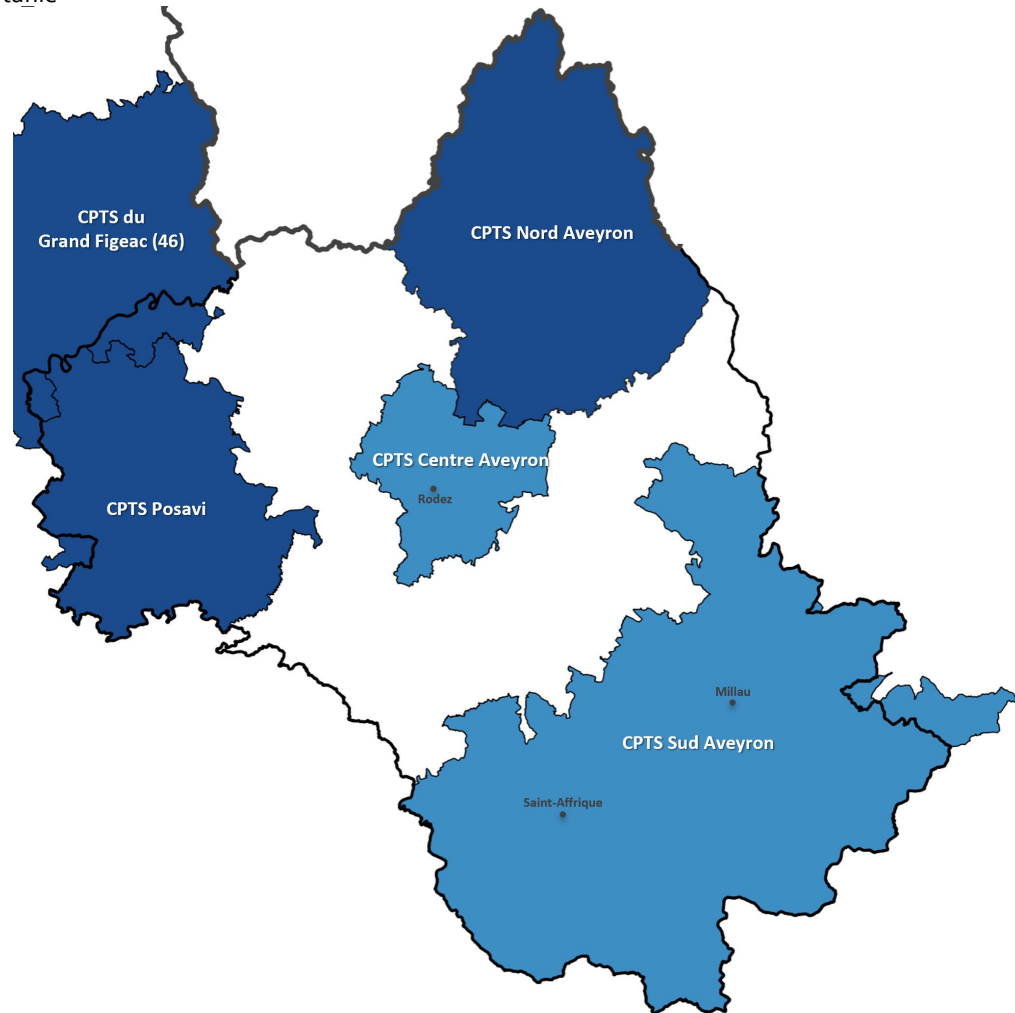 CPTS du
Grand Figeac (46)
CPTS Nord Aveyron
CPTS Centre Aveyron
Rodez
CPTS Posavi
Millau
CPTS Sud Aveyron
Saint-Affrique